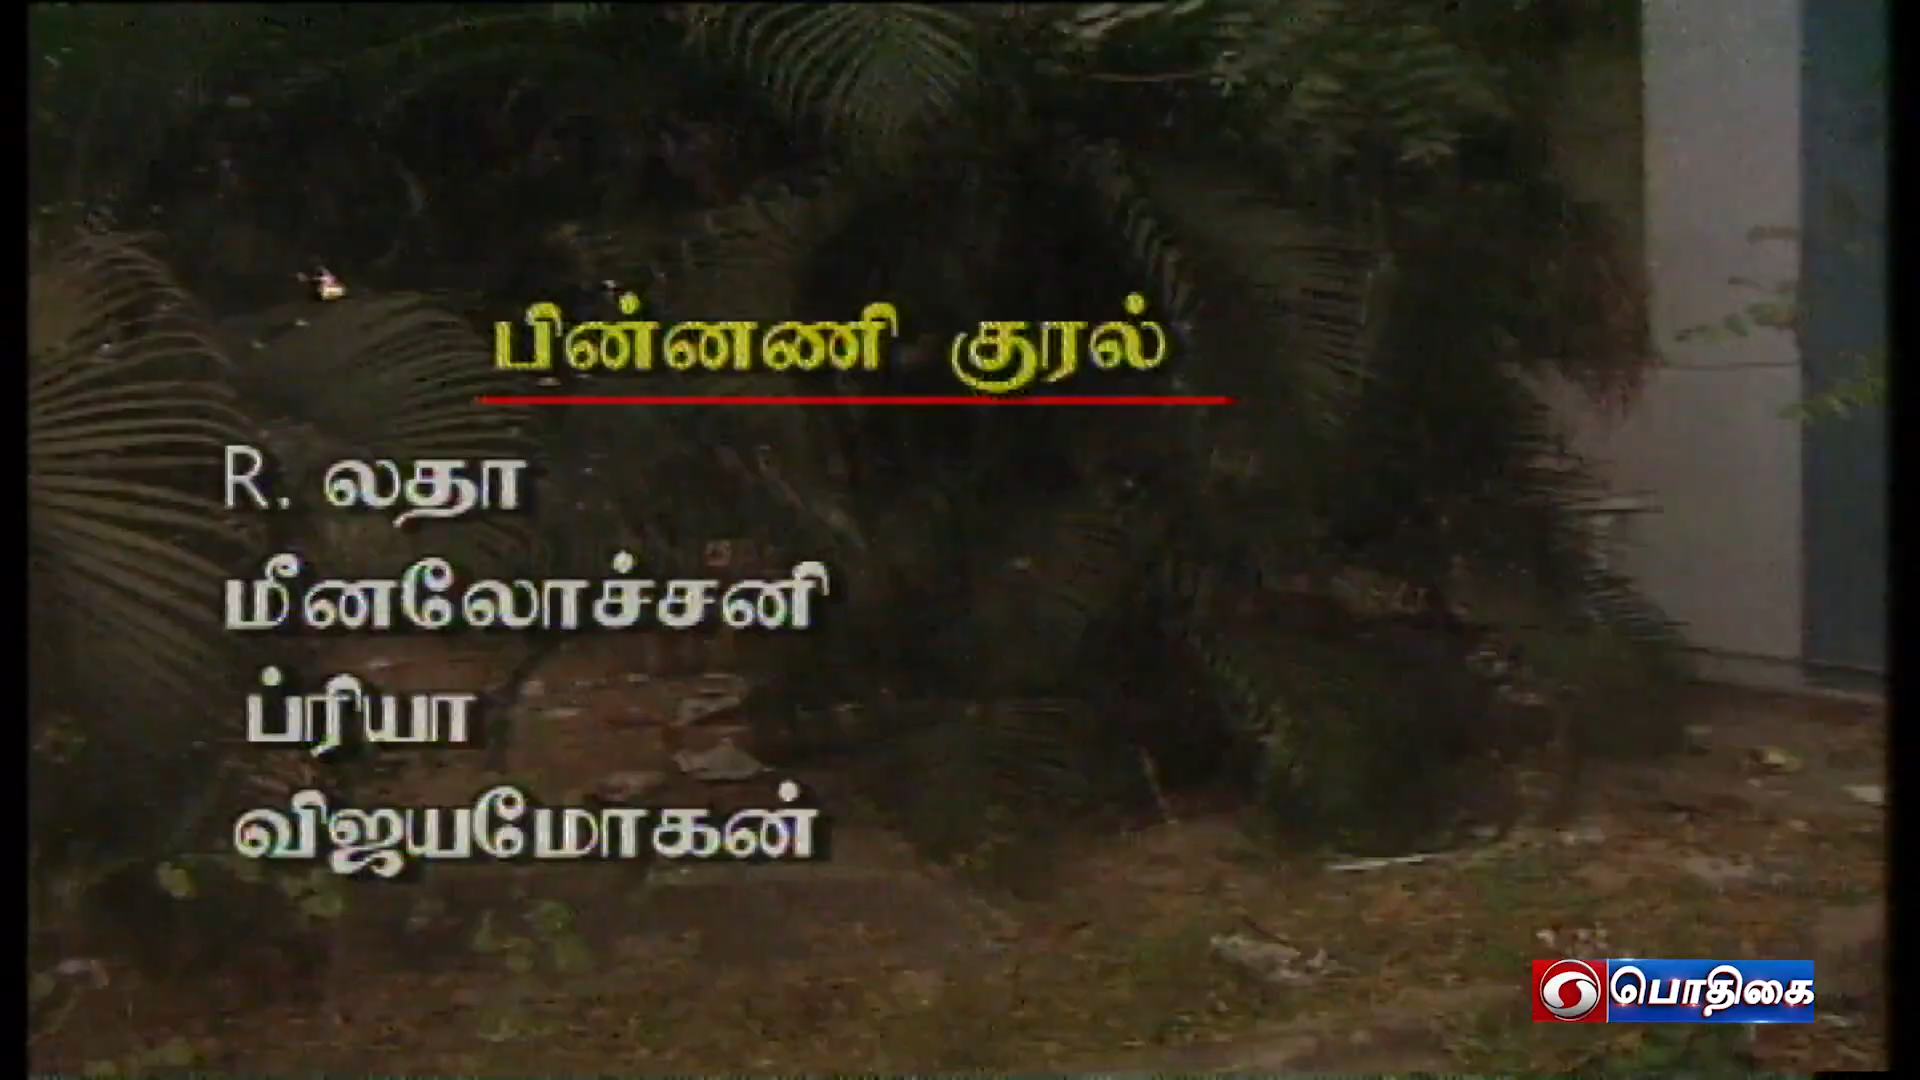 பின்னணி குரல்
R. லதா
மீனலோச்சனி
ப்ரியா
விஜயமோகன்
பொதிகை